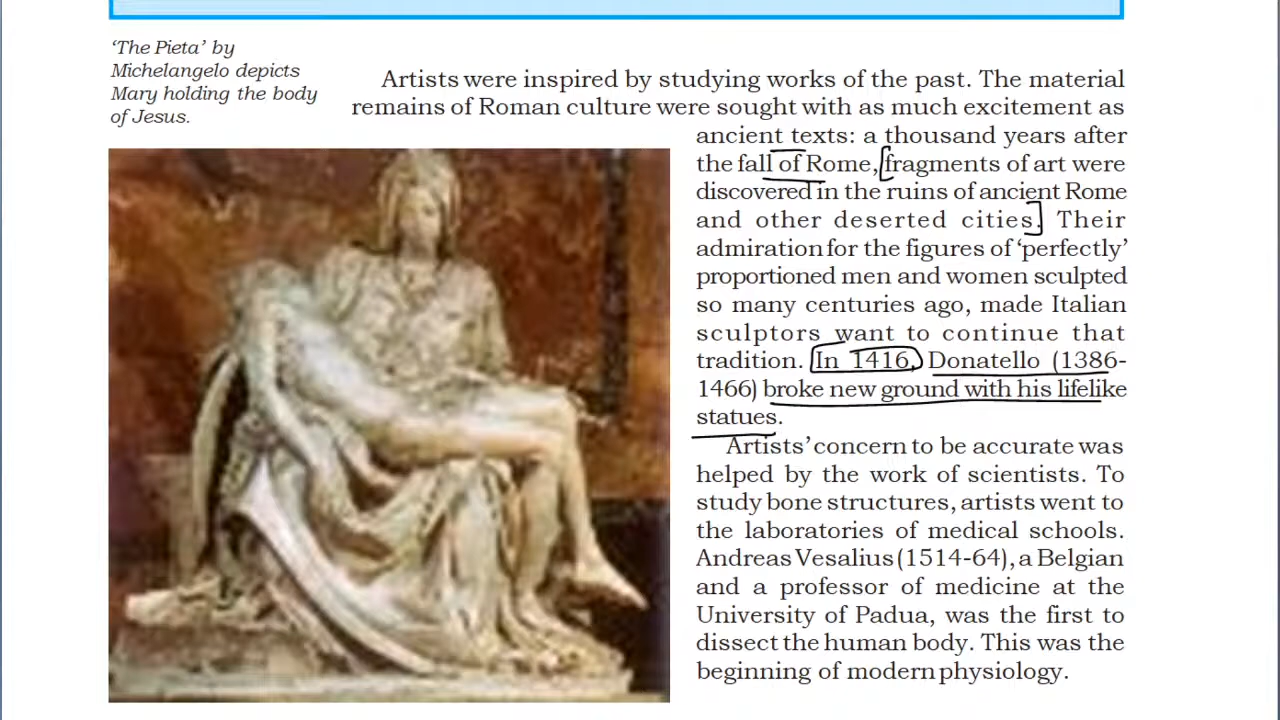 ‘The Pieta’ by
Michelangelo depicts
Mary holding the body
of Jesus.
Artists were inspired by studying works of the past. The material
remains of Roman culture were sought with as much excitement as
ancient texts: a thousand years after
the fall of Rome, fragments of art were
discovered in the ruins of ancient Rome
and other deserted cities. Their
admiration for the figures of ‘perfectly’
proportioned men and women sculpted
so many centuries ago, made Italian
sculptors want to continue that
tradition. In 1416, Donatello (1386-
1466) broke new ground with his lifelike
statues.
Artists’ concern to be accurate was
helped by the work of scientists. To
study bone structures, artists went to
the laboratories of medical schools.
Andreas Vesalius (1514-64), a Belgian
and a professor of medicine at the
University of Padua, was the first to
dissect the human body. This was the
beginning of modern physiology.